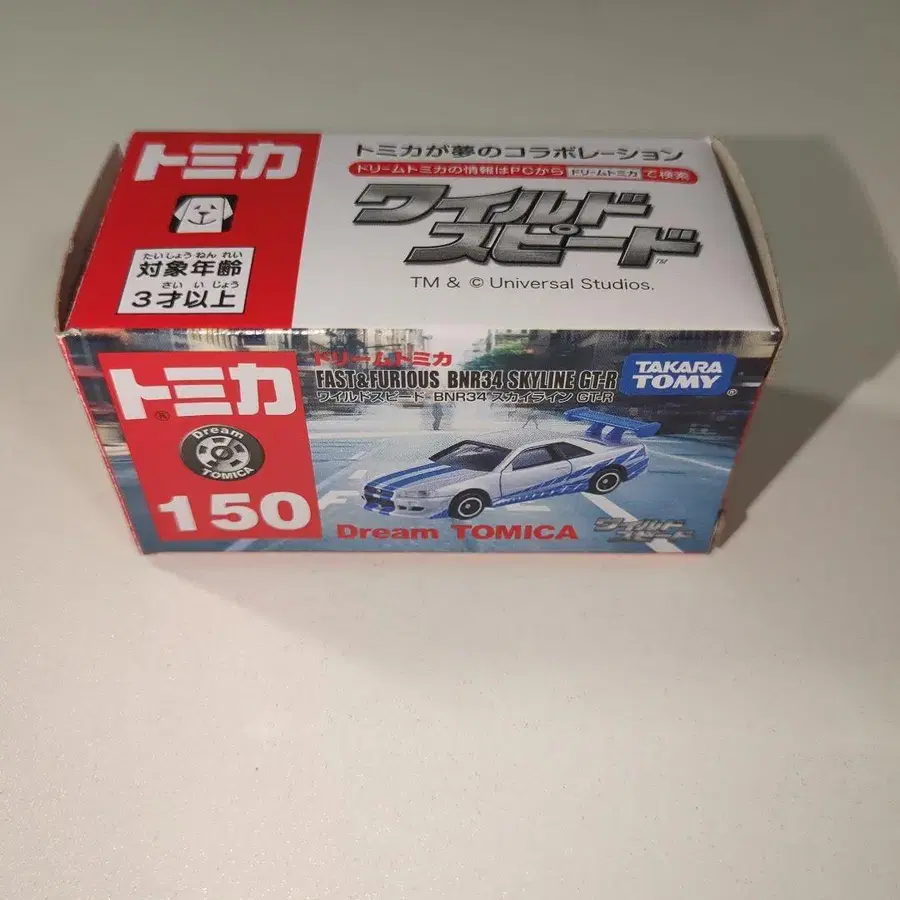 トミカ
たいしょうねんれい
対象年齢
さいいじょう
3才以上
トミカが夢のコラボレーション
ドリームトミカの情報はPCから ドリームトミカ で検索
ワイルド
スピード™
TM & © Universal Studios.
トミカ®
Dream
TOMICA
150
ドリームトミカ
FAST&FURIOUS BNR34 SKYLINE GT-R
ワイルドスピード BNR34 スカイライン GT-R
TAKARA
TOMY®
Dream TOMICA
ワイルド
スピード